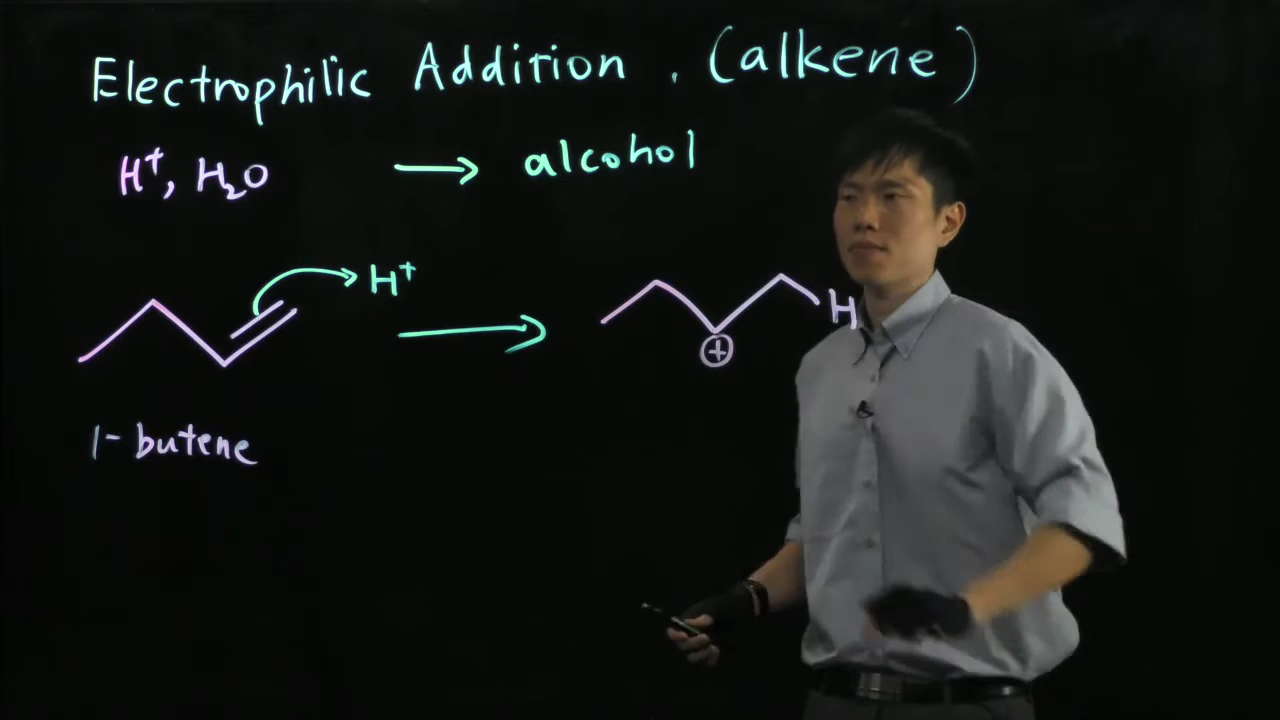 Electrophilic Addition . (alkene)
H⁺, H₂O → alcohol
H⁺
H
⊕
1-butene